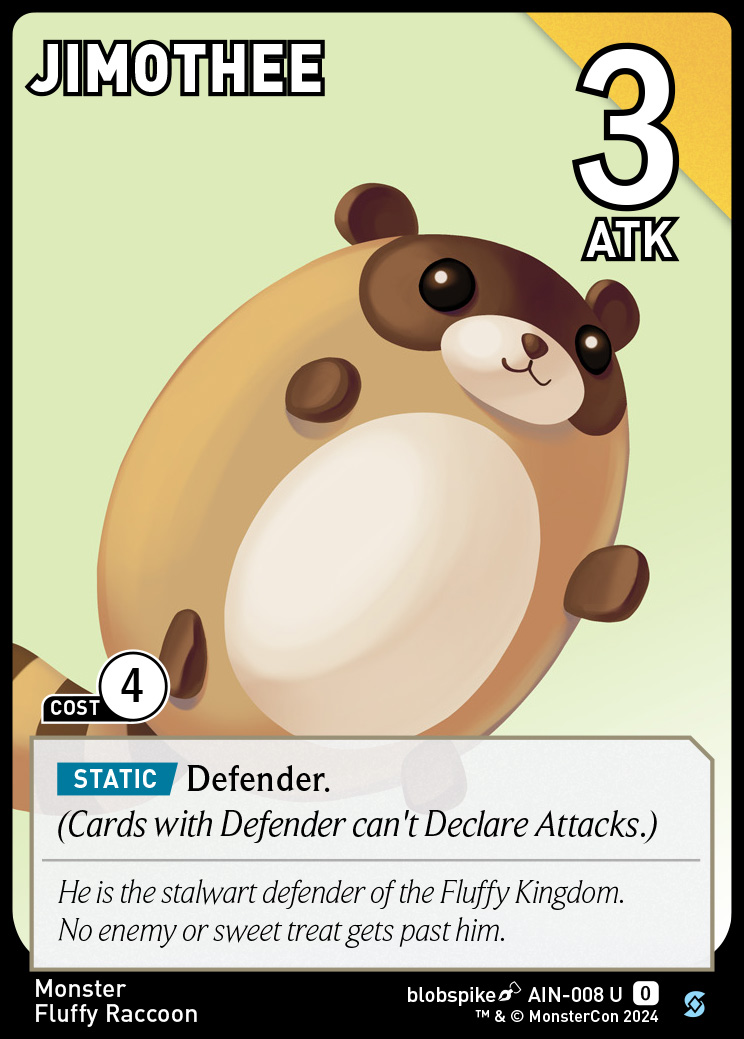 JIMOTHEE
3
ATK
COST 4
STATIC Defender.
(Cards with Defender can't Declare Attacks.)
He is the stalwart defender of the Fluffy Kingdom.
No enemy or sweet treat gets past him.
Monster
Fluffy Raccoon
blobspike AIN-008 U 0
™ & © MonsterCon 2024